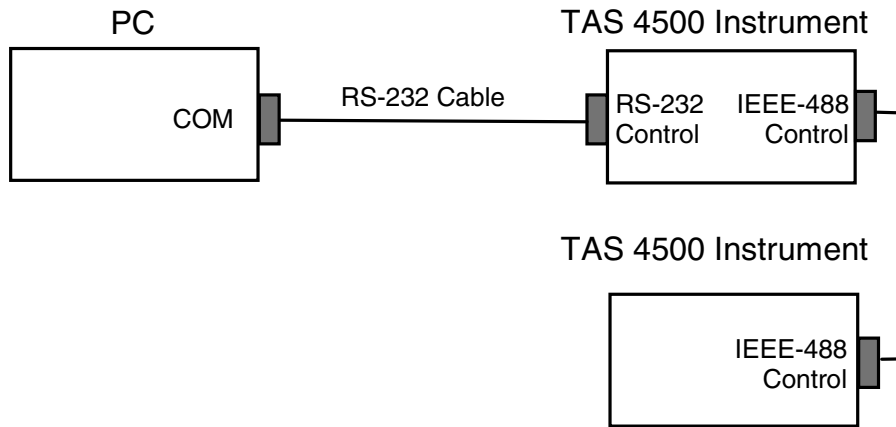 PC
TAS 4500 Instrument
COM
RS-232 Cable
RS-232
Control
IEEE-488
Control
TAS 4500 Instrument
IEEE-488
Control